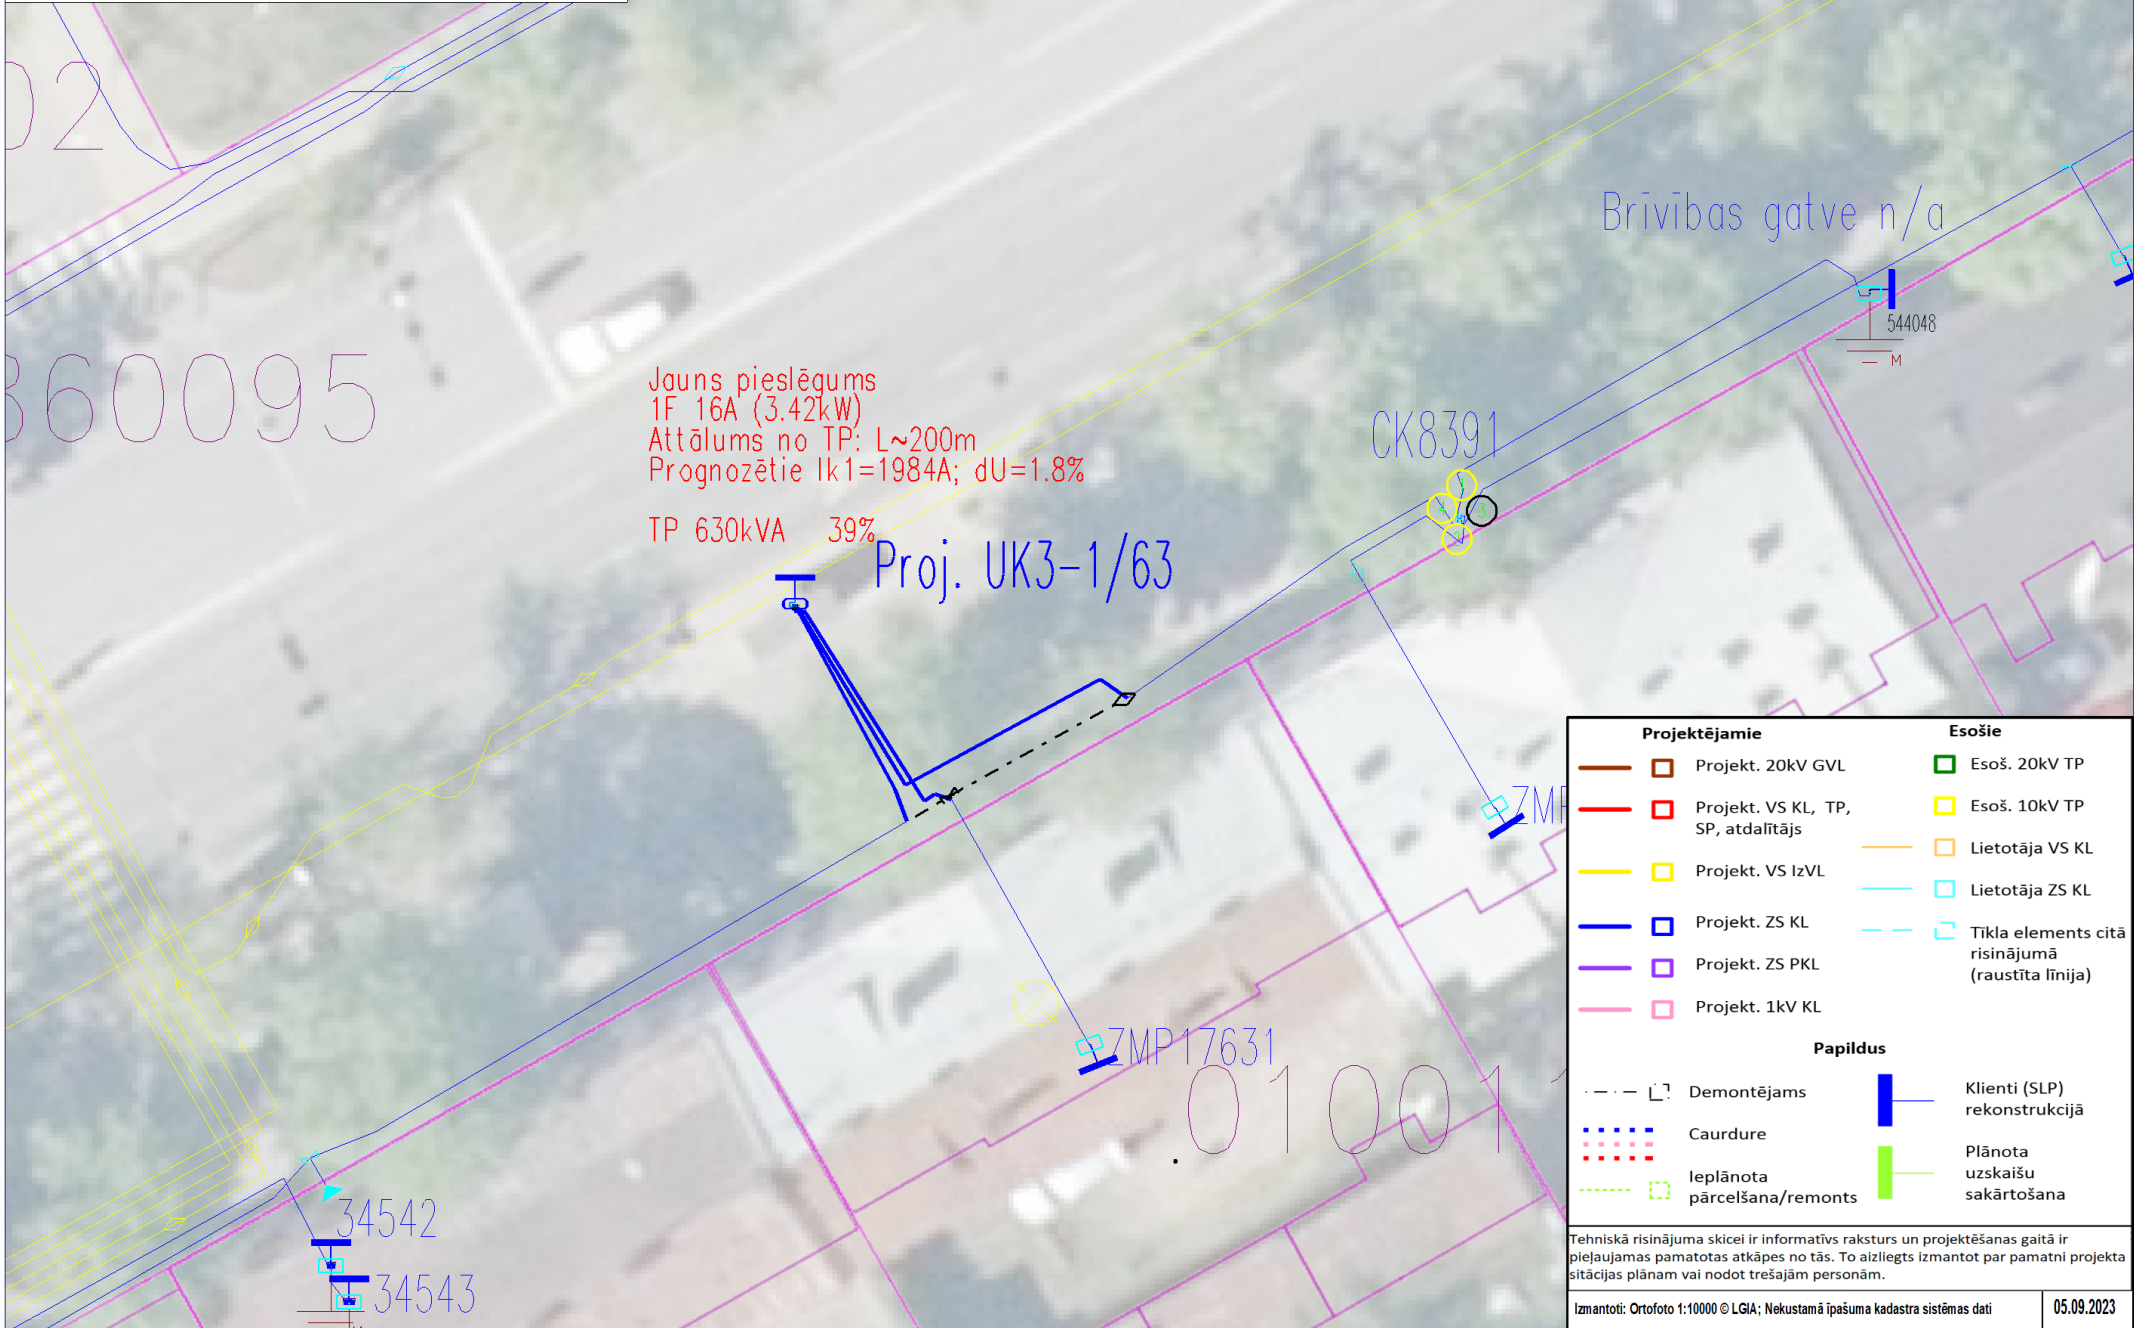 02
360095
Brīvības gatve n/a
544048
M
Jauns pieslēgums
1F 16A (3.42kW)
Attālums no TP: L~200m
Prognozētie Ik1=1984A; dU=1.8%
TP 630kVA 39%
Proj. UK3-1/63
CK8391
1
3
ZMP17631
01001
34542
34543
Projektējamie
Projekt. 20kV GVL
Projekt. VS KL, TP,
SP, atdalītājs
Projekt. VS IzVL
Projekt. ZS KL
Projekt. ZS PKL
Projekt. 1kV KL
Esošie
Esoš. 20kV TP
Esoš. 10kV TP
Lietotāja VS KL
Lietotāja ZS KL
Tīkla elements citā
risinājumā
(raustīta līnija)
Papildus
Demontējams
Caurdure
Ieplānota
pārcelšana/remonts
Klienti (SLP)
rekonstrukcijā
Plānota
uzskaišu
sakārtošana
Tehniskā risinājuma skicei ir informatīvs raksturs un projektēšanas gaitā ir
pieļaujamas pamatotas atkāpes no tās. To aizliegts izmantot par pamatni projekta
sitācijas plānam vai nodot trešajām personām.
Izmantoti: Ortofoto 1:10000 © LGIA; Nekustamā īpašuma kadastra sistēmas dati
05.09.2023